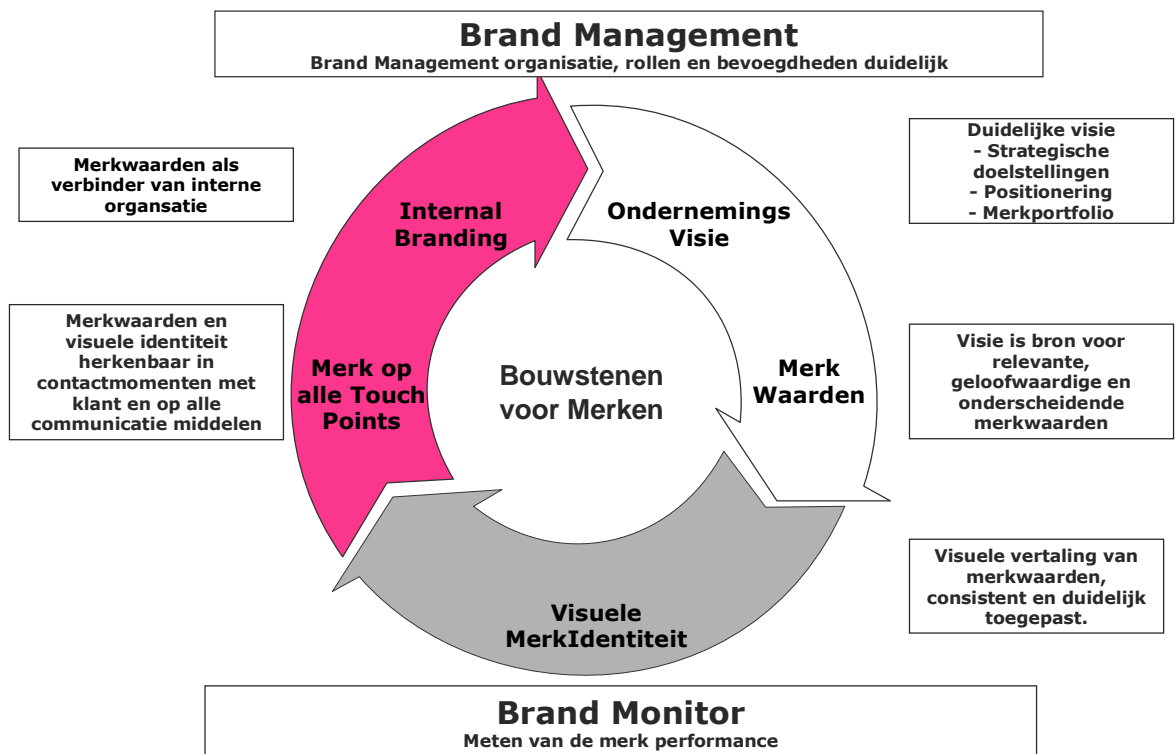 Brand Management
Brand Management organisatie, rollen en bevoegdheden duidelijk
Merkwaarden als
verbinder van interne
organsatie
Internal
Branding
Ondernemings
Visie
Duidelijke visie
- Strategische
doelstellingen
- Positionering
- Merkportfolio
Merkwaarden en
visuele identiteit
herkenbaar in
contactmomenten met
klant en op alle
communicatie middelen
Merk op
alle Touch
Points
Bouwstenen
voor Merken
Merk
Waarden
Visie is bron voor
relevante,
geloofwaardige en
onderscheidende
merkwaarden
Visuele
MerkIdentiteit
Visuele vertaling van
merkwaarden,
consistent en duidelijk
toegepast.
Brand Monitor
Meten van de merk performance